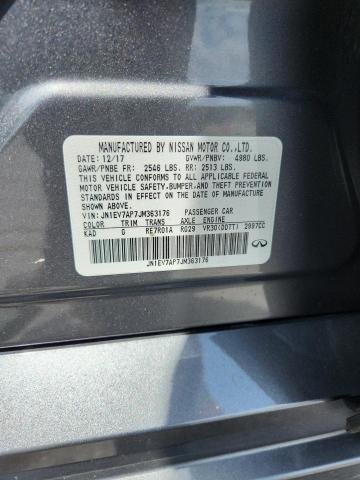 MANUFACTURED BY NISSAN MOTOR CO.,LTD.
DATE: 12/17 GVWR/PNBV: 4980 LBS.
GAWR/PNBE FR: 2546 LBS. RR: 2513 LBS.
THIS VEHICLE CONFORMS TO ALL APPLICABLE FEDERAL
MOTOR VEHICLE SAFETY,BUMPER,AND THEFT PREVENTION
STANDARDS IN EFFECT ON THE DATE OF MANUFACTURE
SHOWN ABOVE.
VIN:JN1EV7AP7JM363176 PASSENGER CAR
COLOR TRIM TRANS AXLE ENGINE
KAD G RE7R01A RG29 VR30(DDTT) 2997CC
JN1EV7AP7JM363176